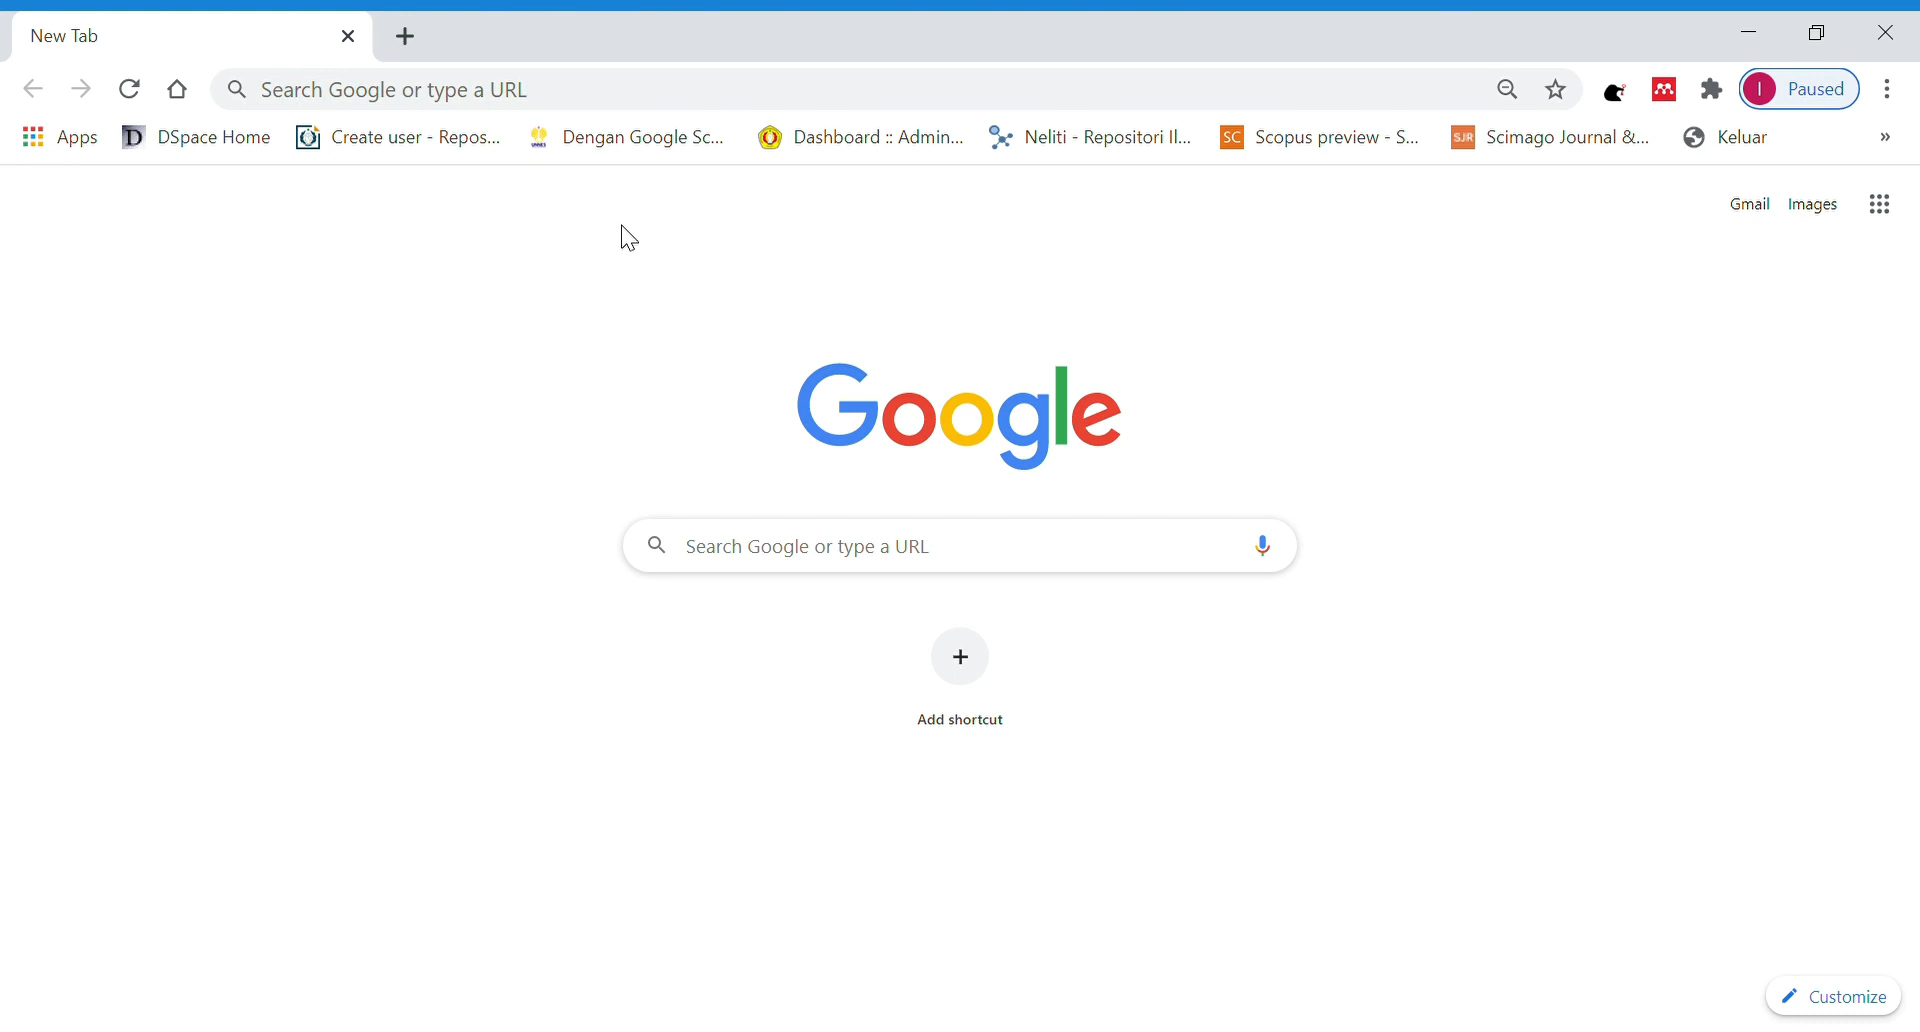 New Tab
Search Google or type a URL
Paused
Apps DSpace Home Create user - Repos... Dengan Google Sc... Dashboard :: Admin... Neliti - Repositori Il... Scopus preview - S... Scimago Journal &... Keluar »
Gmail Images
Google
Search Google or type a URL
Add shortcut
Customize